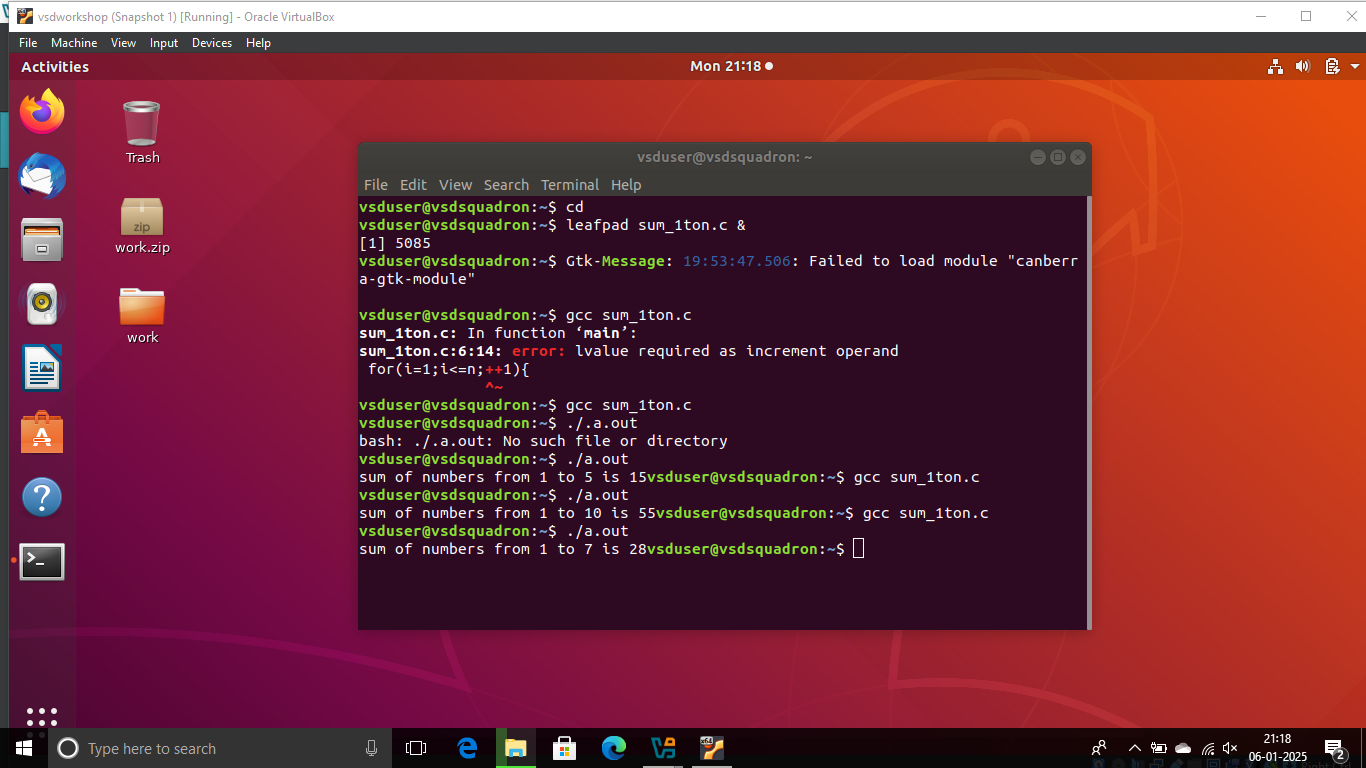 vsdworkshop (Snapshot 1) [Running] - Oracle VirtualBox
File Machine View Input Devices Help
Activities
Mon 21:18
Trash
zip
work.zip
work
vsduser@vsdsquadron: ~
File Edit View Search Terminal Help
vsduser@vsdsquadron:~$ cd
vsduser@vsdsquadron:~$ leafpad sum_1ton.c &
[1] 5085
vsduser@vsdsquadron:~$ Gtk-Message: 19:53:47.506: Failed to load module "canberr
a-gtk-module"
vsduser@vsdsquadron:~$ gcc sum_1ton.c
sum_1ton.c: In function ‘main’:
sum_1ton.c:6:14: error: lvalue required as increment operand
for(i=1;i<=n;++1){
^~
vsduser@vsdsquadron:~$ gcc sum_1ton.c
vsduser@vsdsquadron:~$ ./.a.out
bash: ./.a.out: No such file or directory
vsduser@vsdsquadron:~$ ./a.out
sum of numbers from 1 to 5 is 15vsduser@vsdsquadron:~$ gcc sum_1ton.c
vsduser@vsdsquadron:~$ ./a.out
sum of numbers from 1 to 10 is 55vsduser@vsdsquadron:~$ gcc sum_1ton.c
vsduser@vsdsquadron:~$ ./a.out
sum of numbers from 1 to 7 is 28vsduser@vsdsquadron:~$
Type here to search
x64
21:18
06-01-2025
2